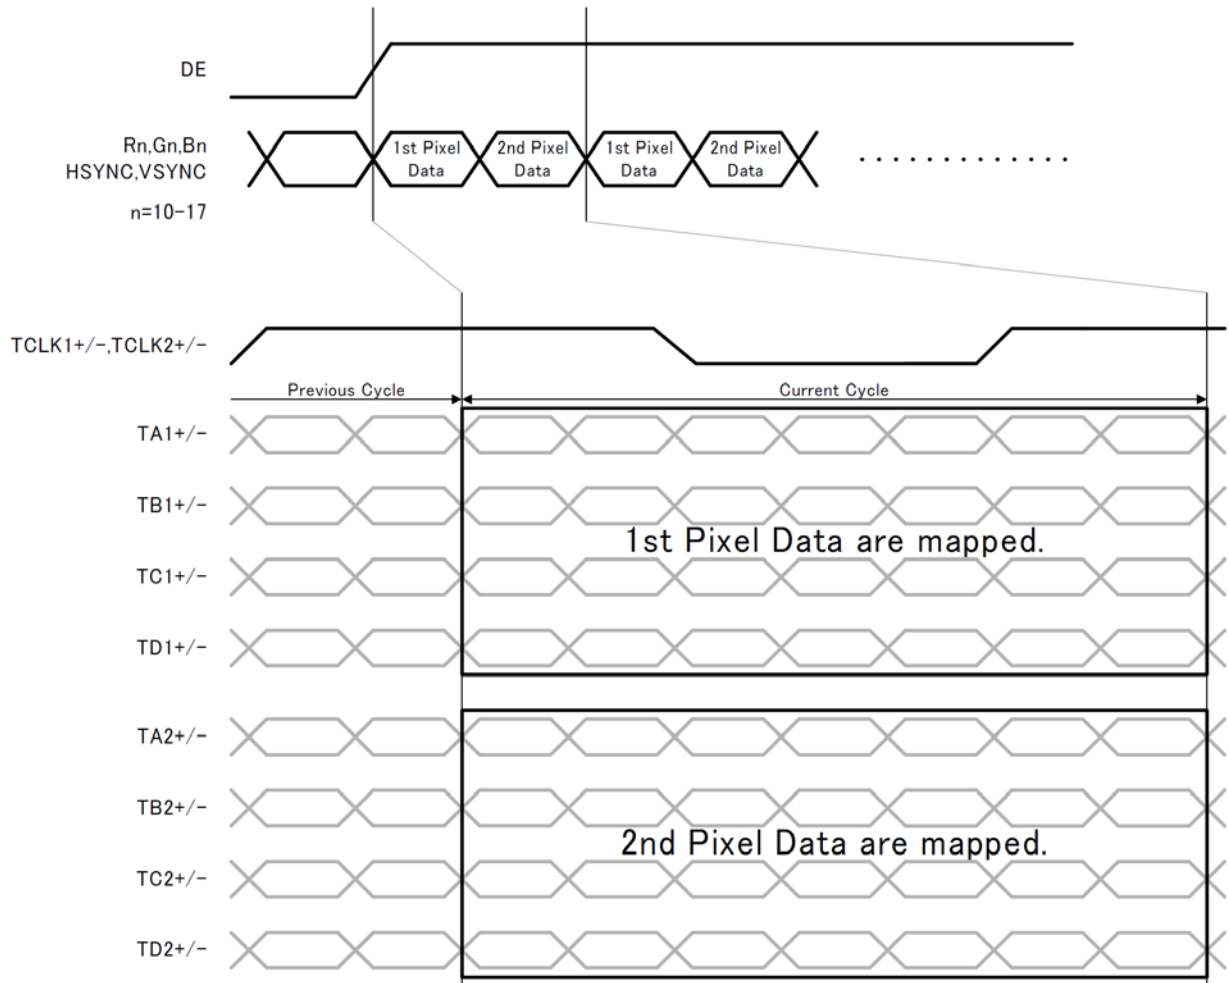 DE
Rn,Gn,Bn
HSYNC,VSYNC
n=10-17
1st Pixel
Data
2nd Pixel
Data
1st Pixel
Data
2nd Pixel
Data
TCLK1+/-,TCLK2+/-
Previous Cycle
Current Cycle
TA1+/-
TB1+/-
1st Pixel Data are mapped.
TC1+/-
TD1+/-
TA2+/-
TB2+/-
2nd Pixel Data are mapped.
TC2+/-
TD2+/-